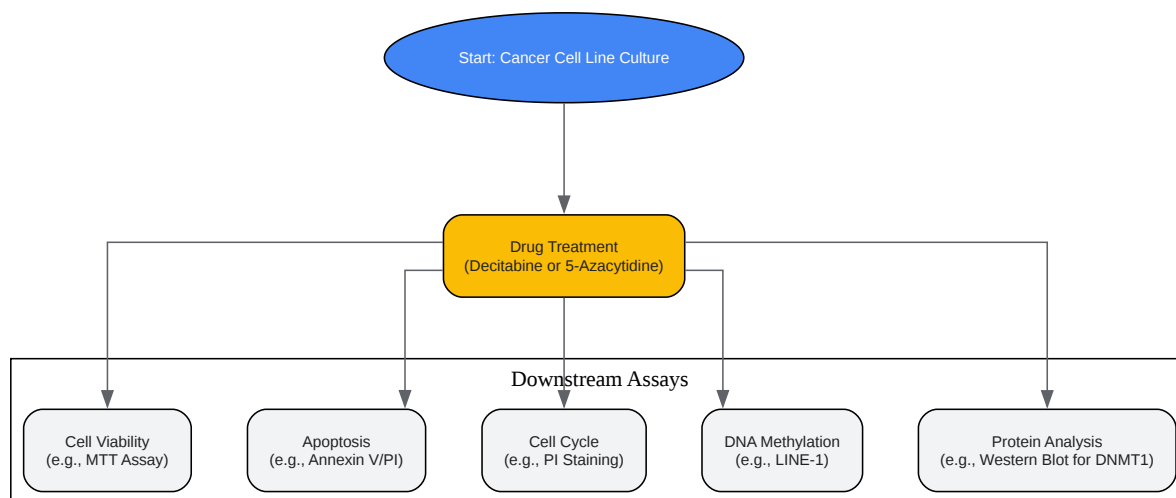 Start: Cancer Cell Line Culture
Drug Treatment
(Decitabine or 5-Azacytidine)
Downstream Assays
Cell Viability
(e.g., MTT Assay)
Apoptosis
(e.g., Annexin V/PI)
Cell Cycle
(e.g., PI Staining)
DNA Methylation
(e.g., LINE-1)
Protein Analysis
(e.g., Western Blot for DNMT1)